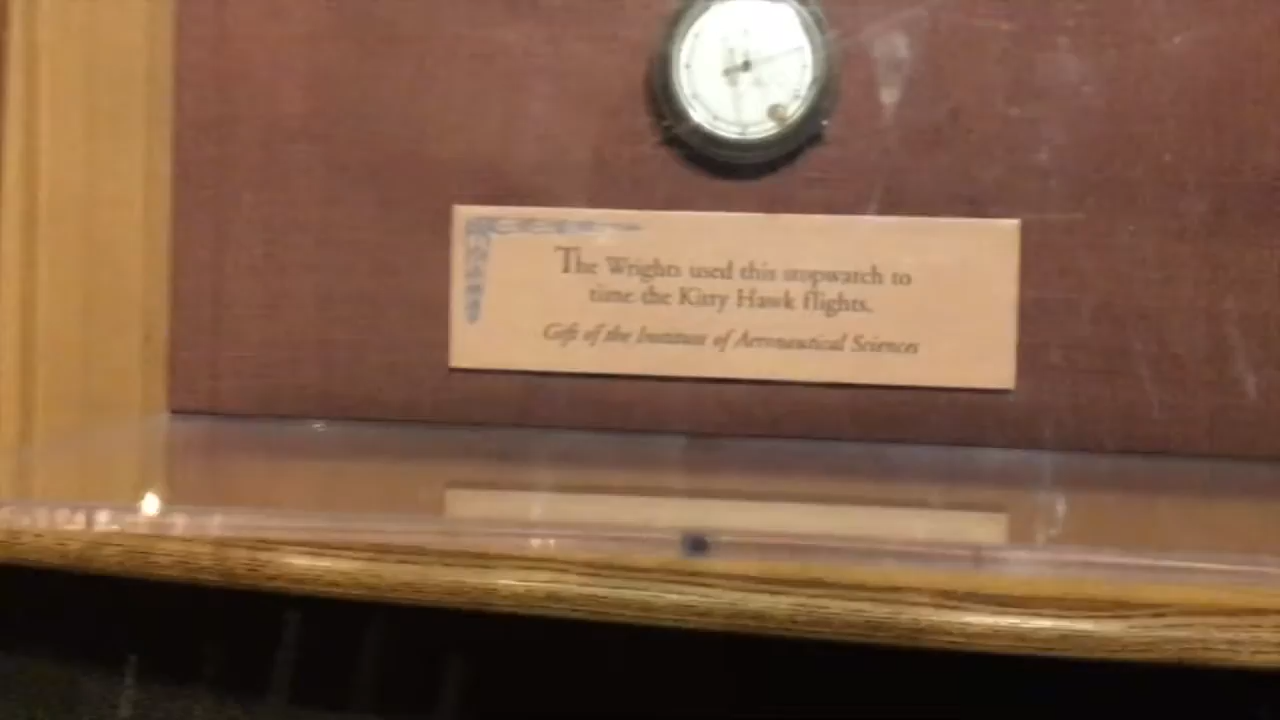 The Wrights used this stopwatch to
time the Kitty Hawk flights.
Gift of the Institute of Aeronautical Sciences